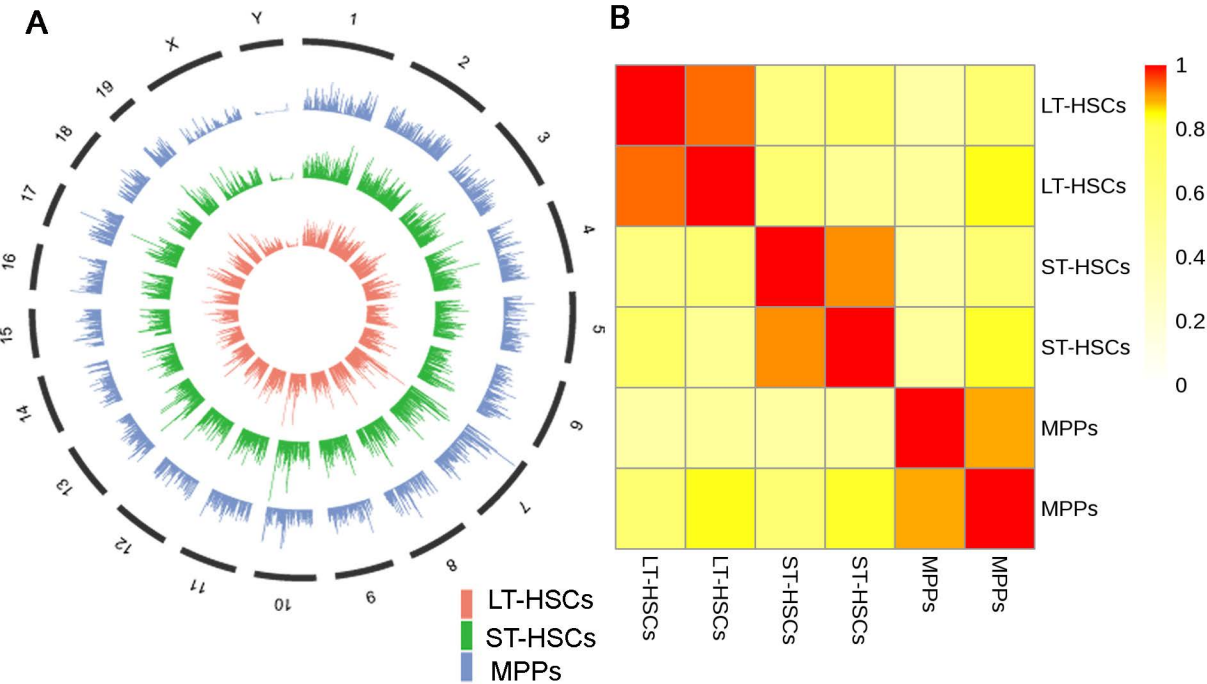 A
1
2
3
4
5
6
7
8
9
10
11
12
13
14
15
16
17
18
19
X
Y
LT-HSCs
ST-HSCs
MPPs
B
LT-HSCs
LT-HSCs
ST-HSCs
ST-HSCs
MPPs
MPPs
LT-HSCs
LT-HSCs
ST-HSCs
ST-HSCs
MPPs
MPPs
1
0.8
0.6
0.4
0.2
0